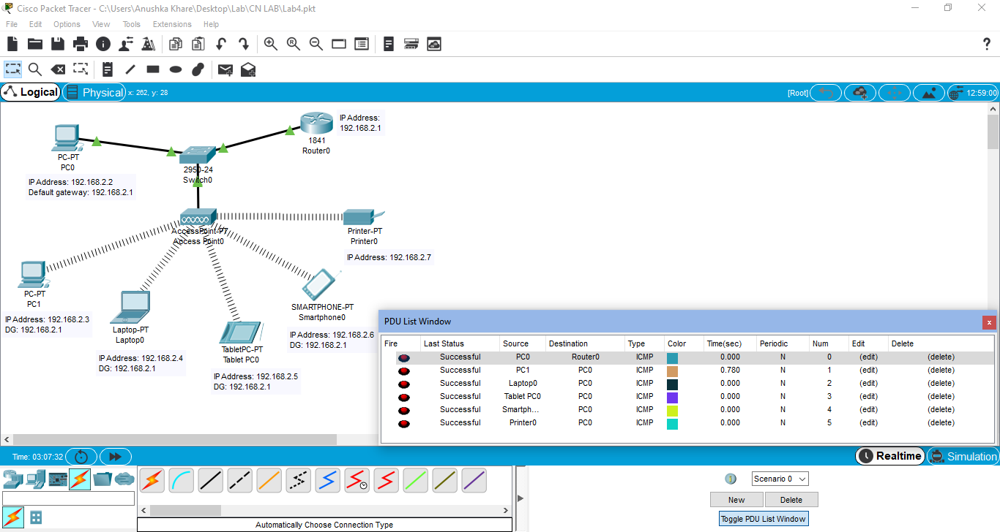 Cisco Packet Tracer - C:\Users\Anushka Khare\Desktop\Lab\CN LAB\Lab4.pkt
File Edit Options View Tools Extensions Help
Logical Physical x: 262, y: 28 [Root] 12:59:00
IP Address:
192.168.2.1
1841
Router0
PC-PT
PC0
2950-24
Switch0
IP Address: 192.168.2.2
Default gateway: 192.168.2.1
AccessPoint-PT
Access Point0
Printer-PT
Printer0
IP Address: 192.168.2.7
PC-PT
PC1
IP Address: 192.168.2.3
DG: 192.168.2.1
Laptop-PT
Laptop0
IP Address: 192.168.2.4
DG: 192.168.2.1
TabletPC-PT
Tablet PC0
IP Address: 192.168.2.5
DG: 192.168.2.1
SMARTPHONE-PT
Smartphone0
IP Address: 192.168.2.6
DG: 192.168.2.1
PDU List Window x
Fire Last Status Source Destination Type Color Time(sec) Periodic Num Edit Delete
Successful PC0 Router0 ICMP 0.000 N 0 (edit) (delete)
Successful PC1 PC0 ICMP 0.780 N 1 (edit) (delete)
Successful Laptop0 PC0 ICMP 0.000 N 2 (edit) (delete)
Successful Tablet PC0 PC0 ICMP 0.000 N 3 (edit) (delete)
Successful Smartph... PC0 ICMP 0.000 N 4 (edit) (delete)
Successful Printer0 PC0 ICMP 0.000 N 5 (edit) (delete)
Time: 03:07:32 Realtime Simulation
Scenario 0
New Delete
Toggle PDU List Window
Automatically Choose Connection Type